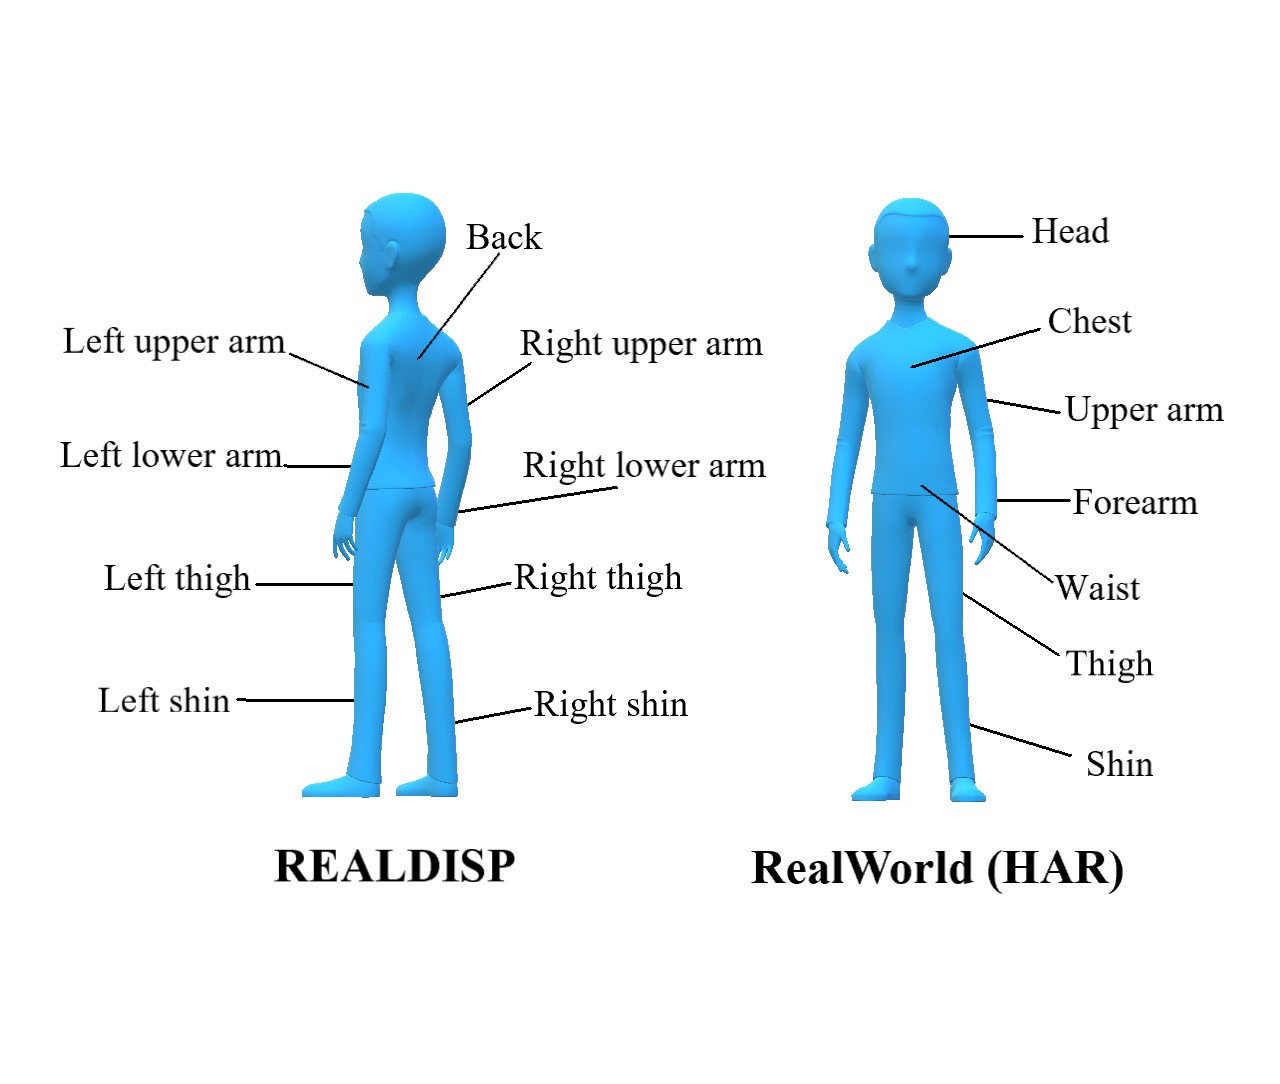 Back
Left upper arm
Right upper arm
Left lower arm
Right lower arm
Left thigh
Right thigh
Left shin
Right shin
REALDISP
Head
Chest
Upper arm
Forearm
Waist
Thigh
Shin
RealWorld (HAR)